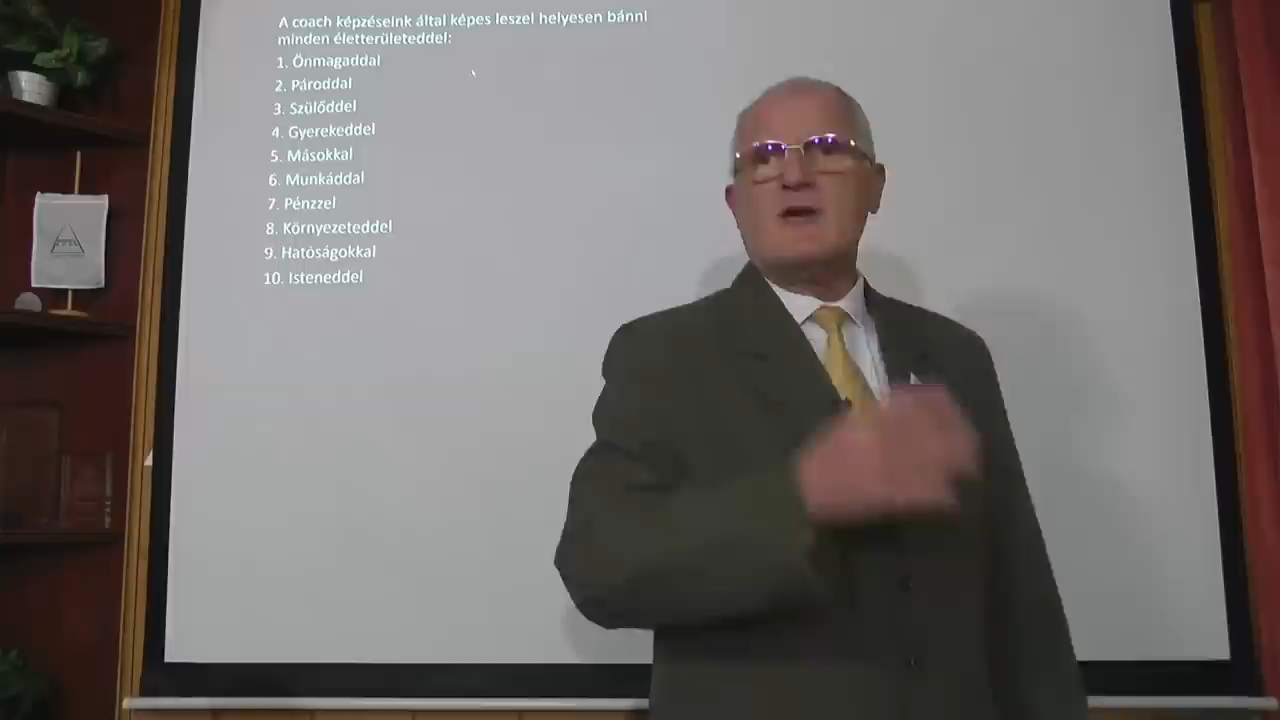 A coach képzéseink által képes leszel helyesen bánni
minden életterületeddel:
1. Önmagaddal
2. Pároddal
3. Szülőddel
4. Gyerekeddel
5. Másokkal
6. Munkáddal
7. Pénzzel
8. Környezeteddel
9. Hatóságokkal
10. Isteneddel